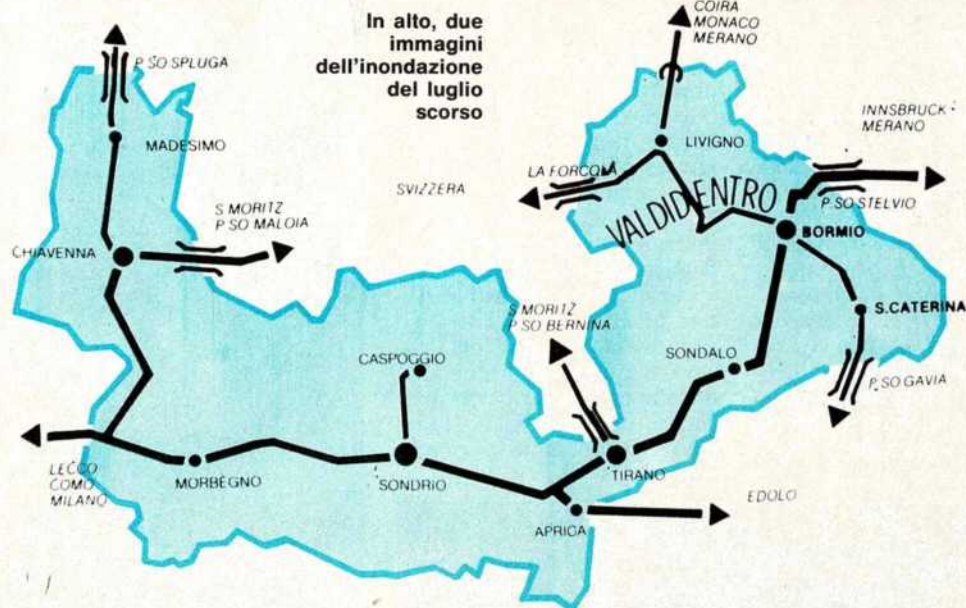 In alto, due
immagini
dell'inondazione
del luglio
scorso
COIRA
MONACO
MERANO
P.SO SPLUGA
MADESIMO
LIVIGNO
INNSBRUCK-
MERANO
LA FORCOLA
SVIZZERA
VALDIDENTRO
P.SO STELVIO
BORMIO
S.MORITZ
P.SO MALOIA
CHIAVENNA
S.CATERINA
S.MORITZ
P.SO BERNINA
CASPOGGIO
SONDALO
P.SO GAVIA
LECCO
COMO
MILANO
MORBEGNO
SONDRIO
TIRANO
EDOLO
APRICA